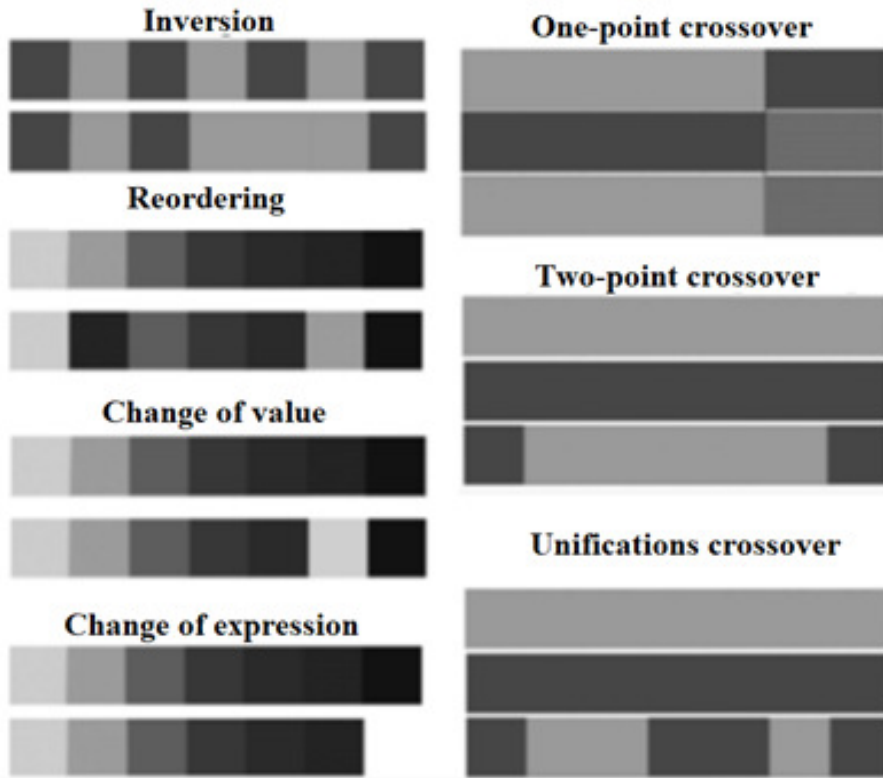 Inversion
Reordering
Change of value
Change of expression
One-point crossover
Two-point crossover
Unifications crossover